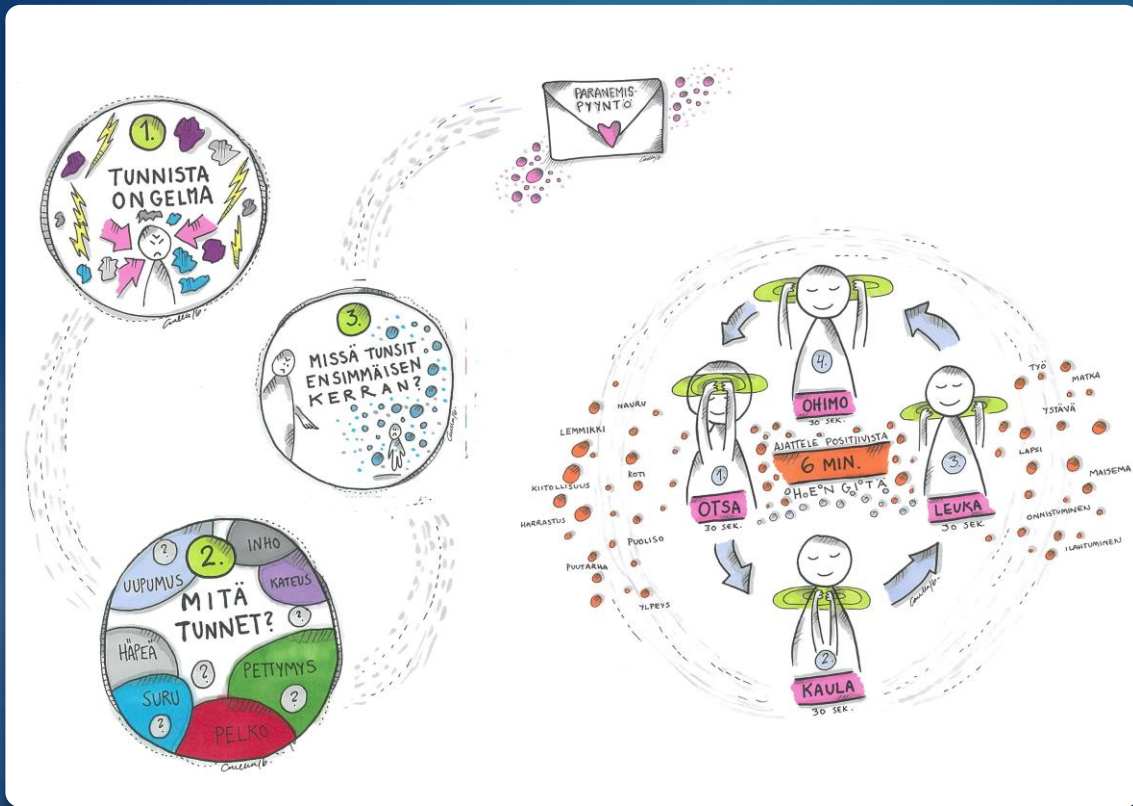 1.
TUNNISTA
ONGELMA
2.
MITÄ
TUNNET?
UUPUMUS
?
INHO
KATEUS
?
HÄPEÄ
?
PETTYMYS
?
SURU
?
PELKO
3.
MISSÄ TUNSIT
ENSIMMÄISEN
KERRAN?
PARANEMIS-
PYYNTÖ
4.
OHIMO
30 SEK.
1.
OTSA
30 SEK.
AJATTELE POSITIIVISTA
6 MIN.
HENGITÄ
3.
LEUKA
30 SEK.
2.
KAULA
30 SEK.
NAURU
LEMMIKKI
KOTI
KIITOLLISUUS
HARRASTUS
PUOLISO
PUUTARHA
YLPEYS
TYÖ
MATKA
YSTÄVÄ
LAPSI
MAISEMA
ONNISTUMINEN
ILAHTUMINEN